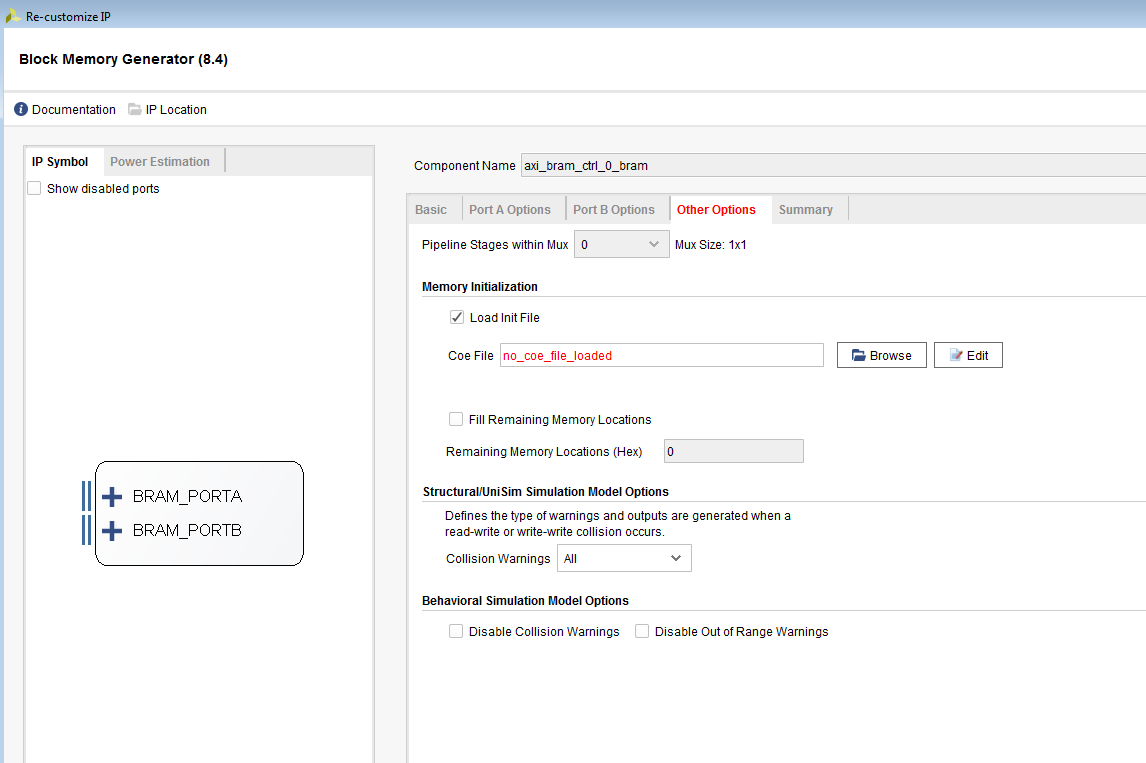 Re-customize IP
Block Memory Generator (8.4)
Documentation IP Location
IP Symbol Power Estimation
Show disabled ports
BRAM_PORTA
BRAM_PORTB
Component Name axi_bram_ctrl_0_bram
Basic Port A Options Port B Options Other Options Summary
Pipeline Stages within Mux 0 Mux Size: 1x1
Memory Initialization
Load Init File
Coe File no_coe_file_loaded Browse Edit
Fill Remaining Memory Locations
Remaining Memory Locations (Hex) 0
Structural/UniSim Simulation Model Options
Defines the type of warnings and outputs are generated when a
read-write or write-write collision occurs.
Collision Warnings All
Behavioral Simulation Model Options
Disable Collision Warnings Disable Out of Range Warnings